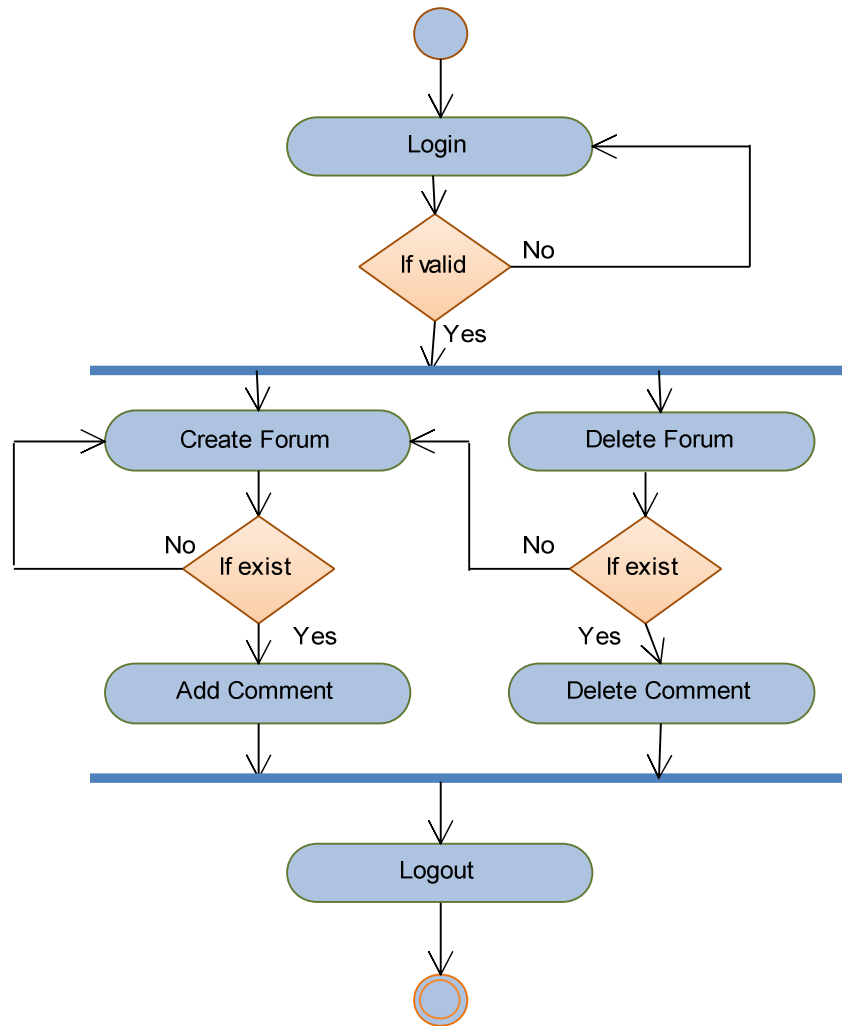 Login
If valid
No
Yes
Create Forum
Delete Forum
No
If exist
No
If exist
Yes
Yes
Add Comment
Delete Comment
Logout